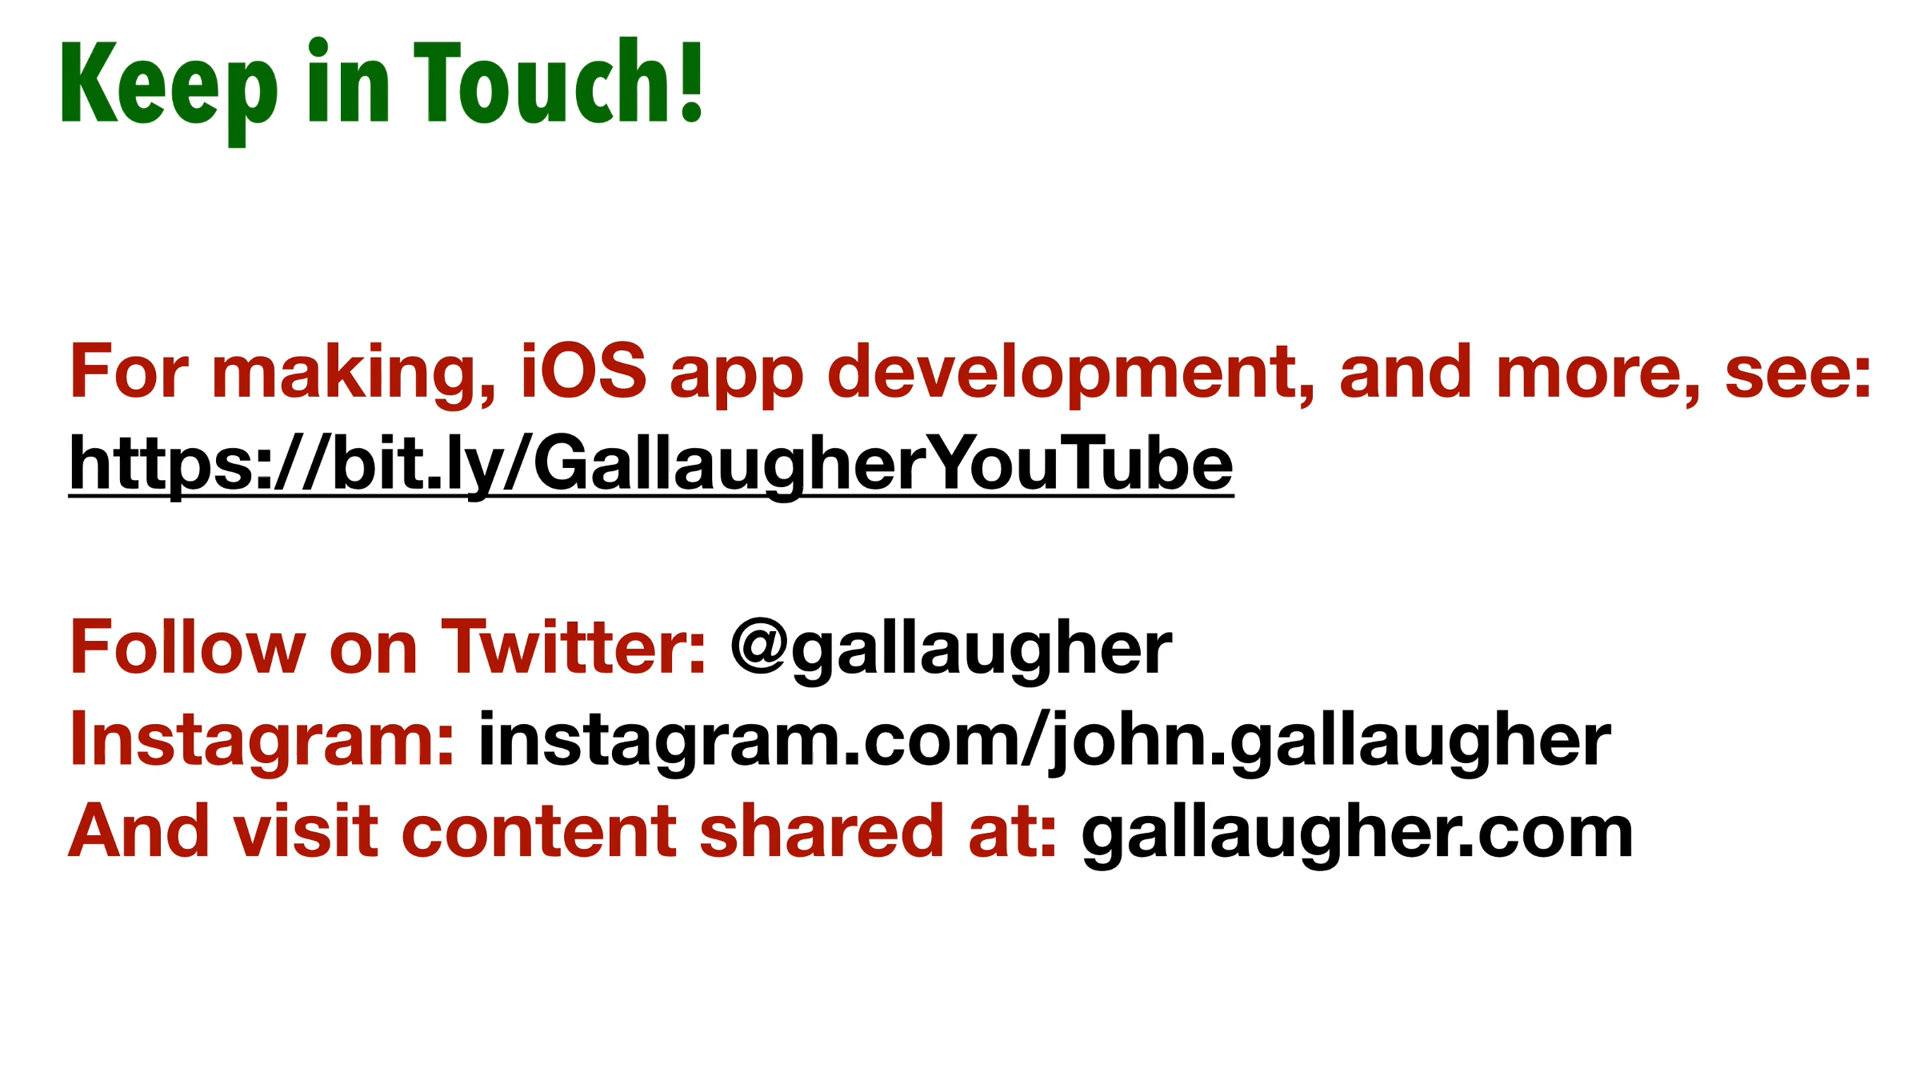 Keep in Touch!
For making, iOS app development, and more, see:
https://bit.ly/GallaugherYouTube
Follow on Twitter: @gallaugher
Instagram: instagram.com/john.gallaugher
And visit content shared at: gallaugher.com